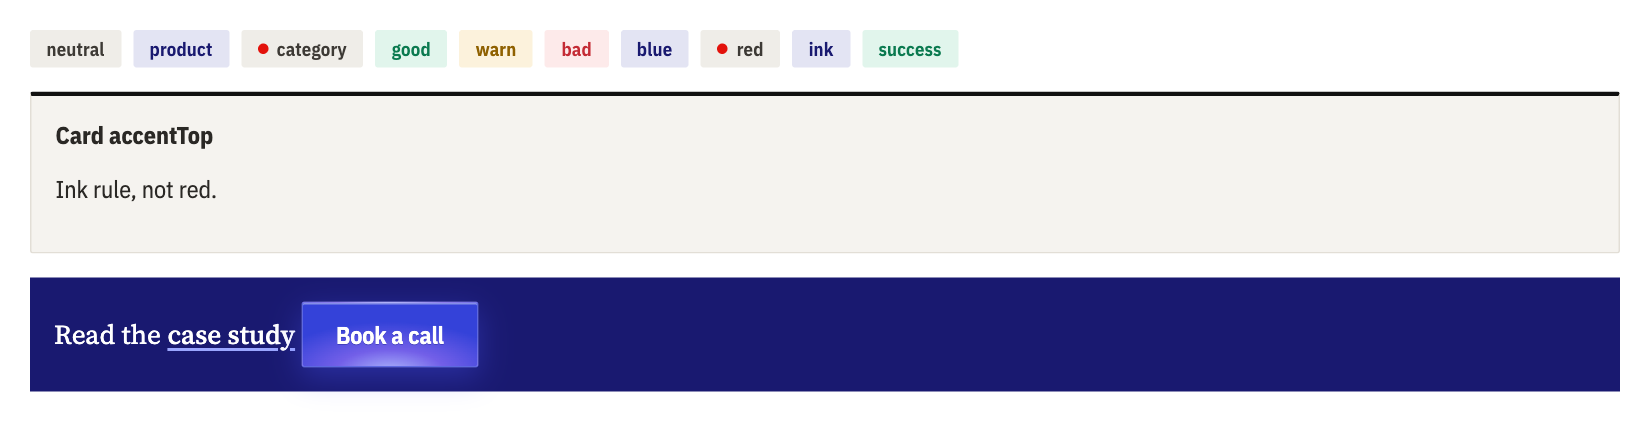 neutral product category good warn bad blue red ink success
Card accentTop
Ink rule, not red.
Read the case study Book a call